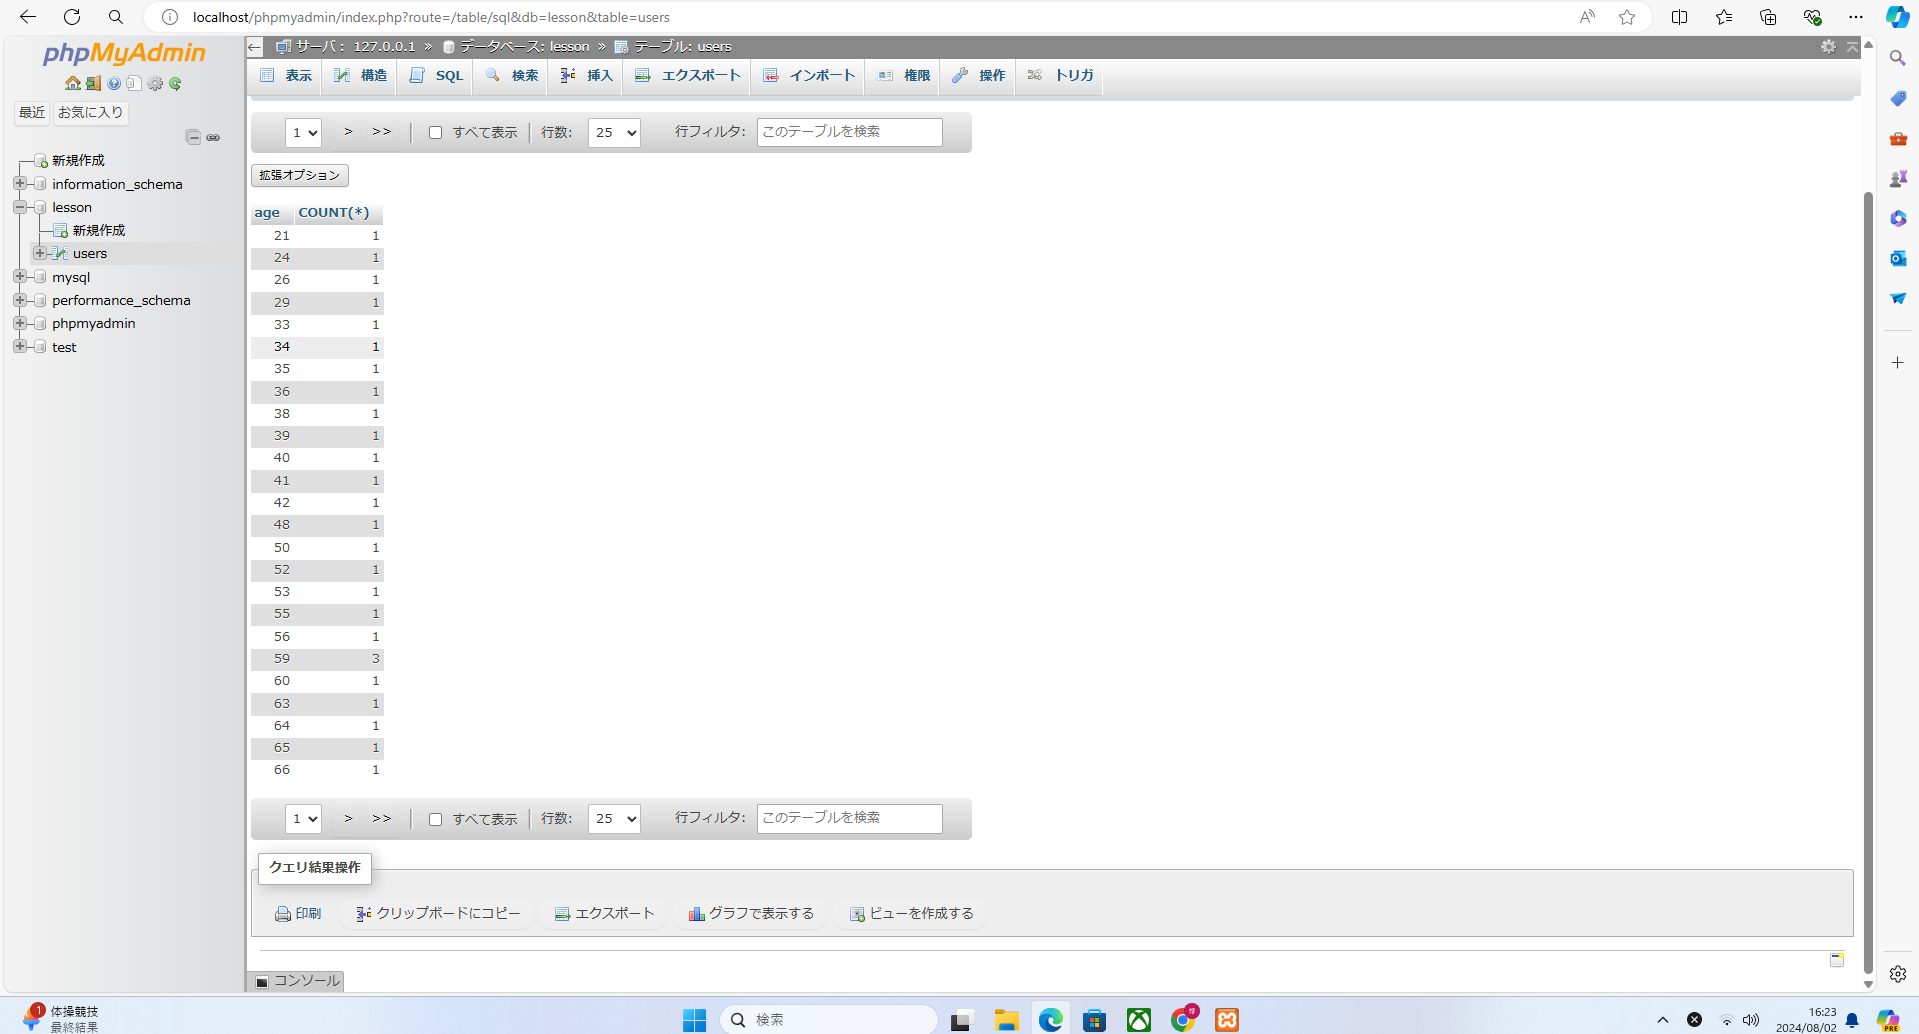 localhost/phpmyadmin/index.php?route=/table/sql&db=lesson&table=users
phpMyAdmin
最近 お気に入り
新規作成
information_schema
lesson
新規作成
users
mysql
performance_schema
phpmyadmin
test
サーバ: 127.0.0.1 » データベース: lesson » テーブル: users
表示 構造 SQL 検索 挿入 エクスポート インポート 権限 操作 トリガ
1 > >> すべて表示 行数: 25 行フィルタ: このテーブルを検索
拡張オプション
age COUNT(*)
21 1
24 1
26 1
29 1
33 1
34 1
35 1
36 1
38 1
39 1
40 1
41 1
42 1
48 1
50 1
52 1
53 1
55 1
56 1
59 3
60 1
63 1
64 1
65 1
66 1
1 > >> すべて表示 行数: 25 行フィルタ: このテーブルを検索
クエリ結果操作
印刷 クリップボードにコピー エクスポート グラフで表示する ビューを作成する
コンソール
1 体操競技
最終結果
検索
16:23
2024/08/02
PRE